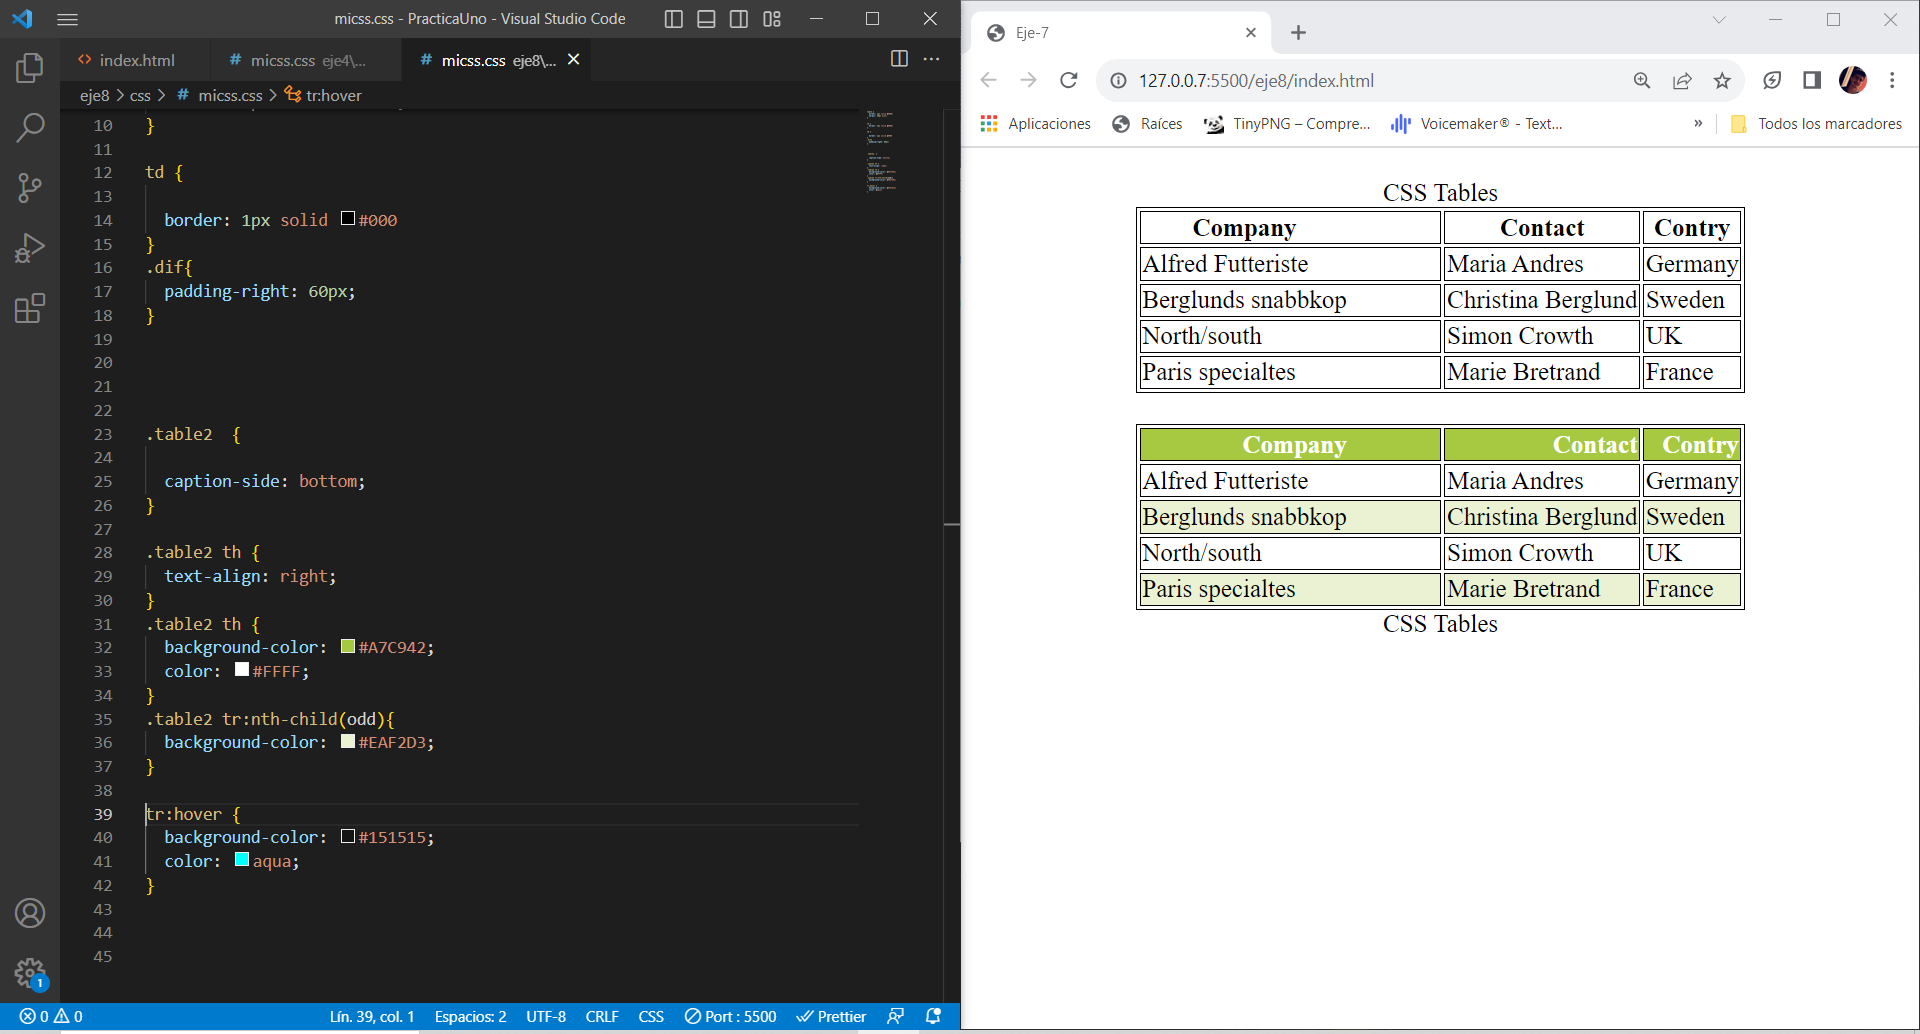 micss.css - PracticaUno - Visual Studio Code
index.html
# micss.css eje4\...
# micss.css eje8\...
eje8 > css > # micss.css > tr:hover
10 }
11
12 td {
13
14 border: 1px solid #000
15 }
16 .dif{
17 padding-right: 60px;
18 }
19
20
21
22
23 .table2  {
24
25 caption-side: bottom;
26 }
27
28 .table2 th {
29 text-align: right;
30 }
31 .table2 th {
32 background-color: #A7C942;
33 color: #FFFF;
34 }
35 .table2 tr:nth-child(odd){
36 background-color: #EAF2D3;
37 }
38
39 tr:hover {
40 background-color: #151515;
41 color: aqua;
42 }
43
44
45
1
0 0 Lín. 39, col. 1 Espacios: 2 UTF-8 CRLF CSS Port : 5500 Prettier
Eje-7
127.0.0.7:5500/eje8/index.html
Aplicaciones Raíces TinyPNG – Compre... Voicemaker® - Text... » Todos los marcadores
CSS Tables
Company Contact Contry
Alfred Futteriste Maria Andres Germany
Berglunds snabbkop Christina Berglund Sweden
North/south Simon Crowth UK
Paris specialtes Marie Bretrand France
Company Contact Contry
Alfred Futteriste Maria Andres Germany
Berglunds snabbkop Christina Berglund Sweden
North/south Simon Crowth UK
Paris specialtes Marie Bretrand France
CSS Tables